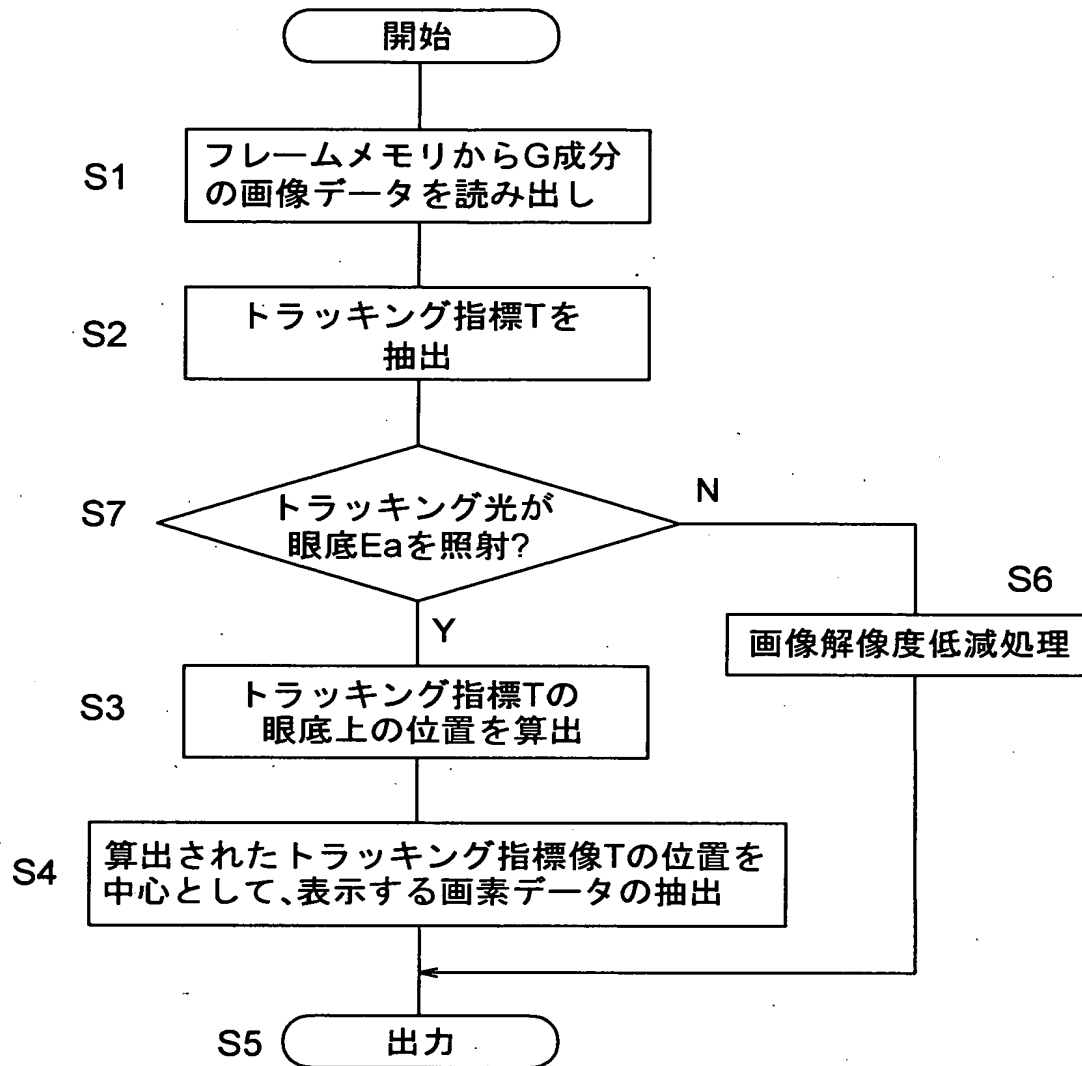 開始
S1
フレームメモリからG成分
の画像データを読み出し
S2
トラッキング指標Tを
抽出
S7
トラッキング光が
眼底Eaを照射?
N
Y
S6
画像解像度低減処理
S3
トラッキング指標Tの
眼底上の位置を算出
S4
算出されたトラッキング指標像Tの位置を
中心として、表示する画素データの抽出
S5
出力